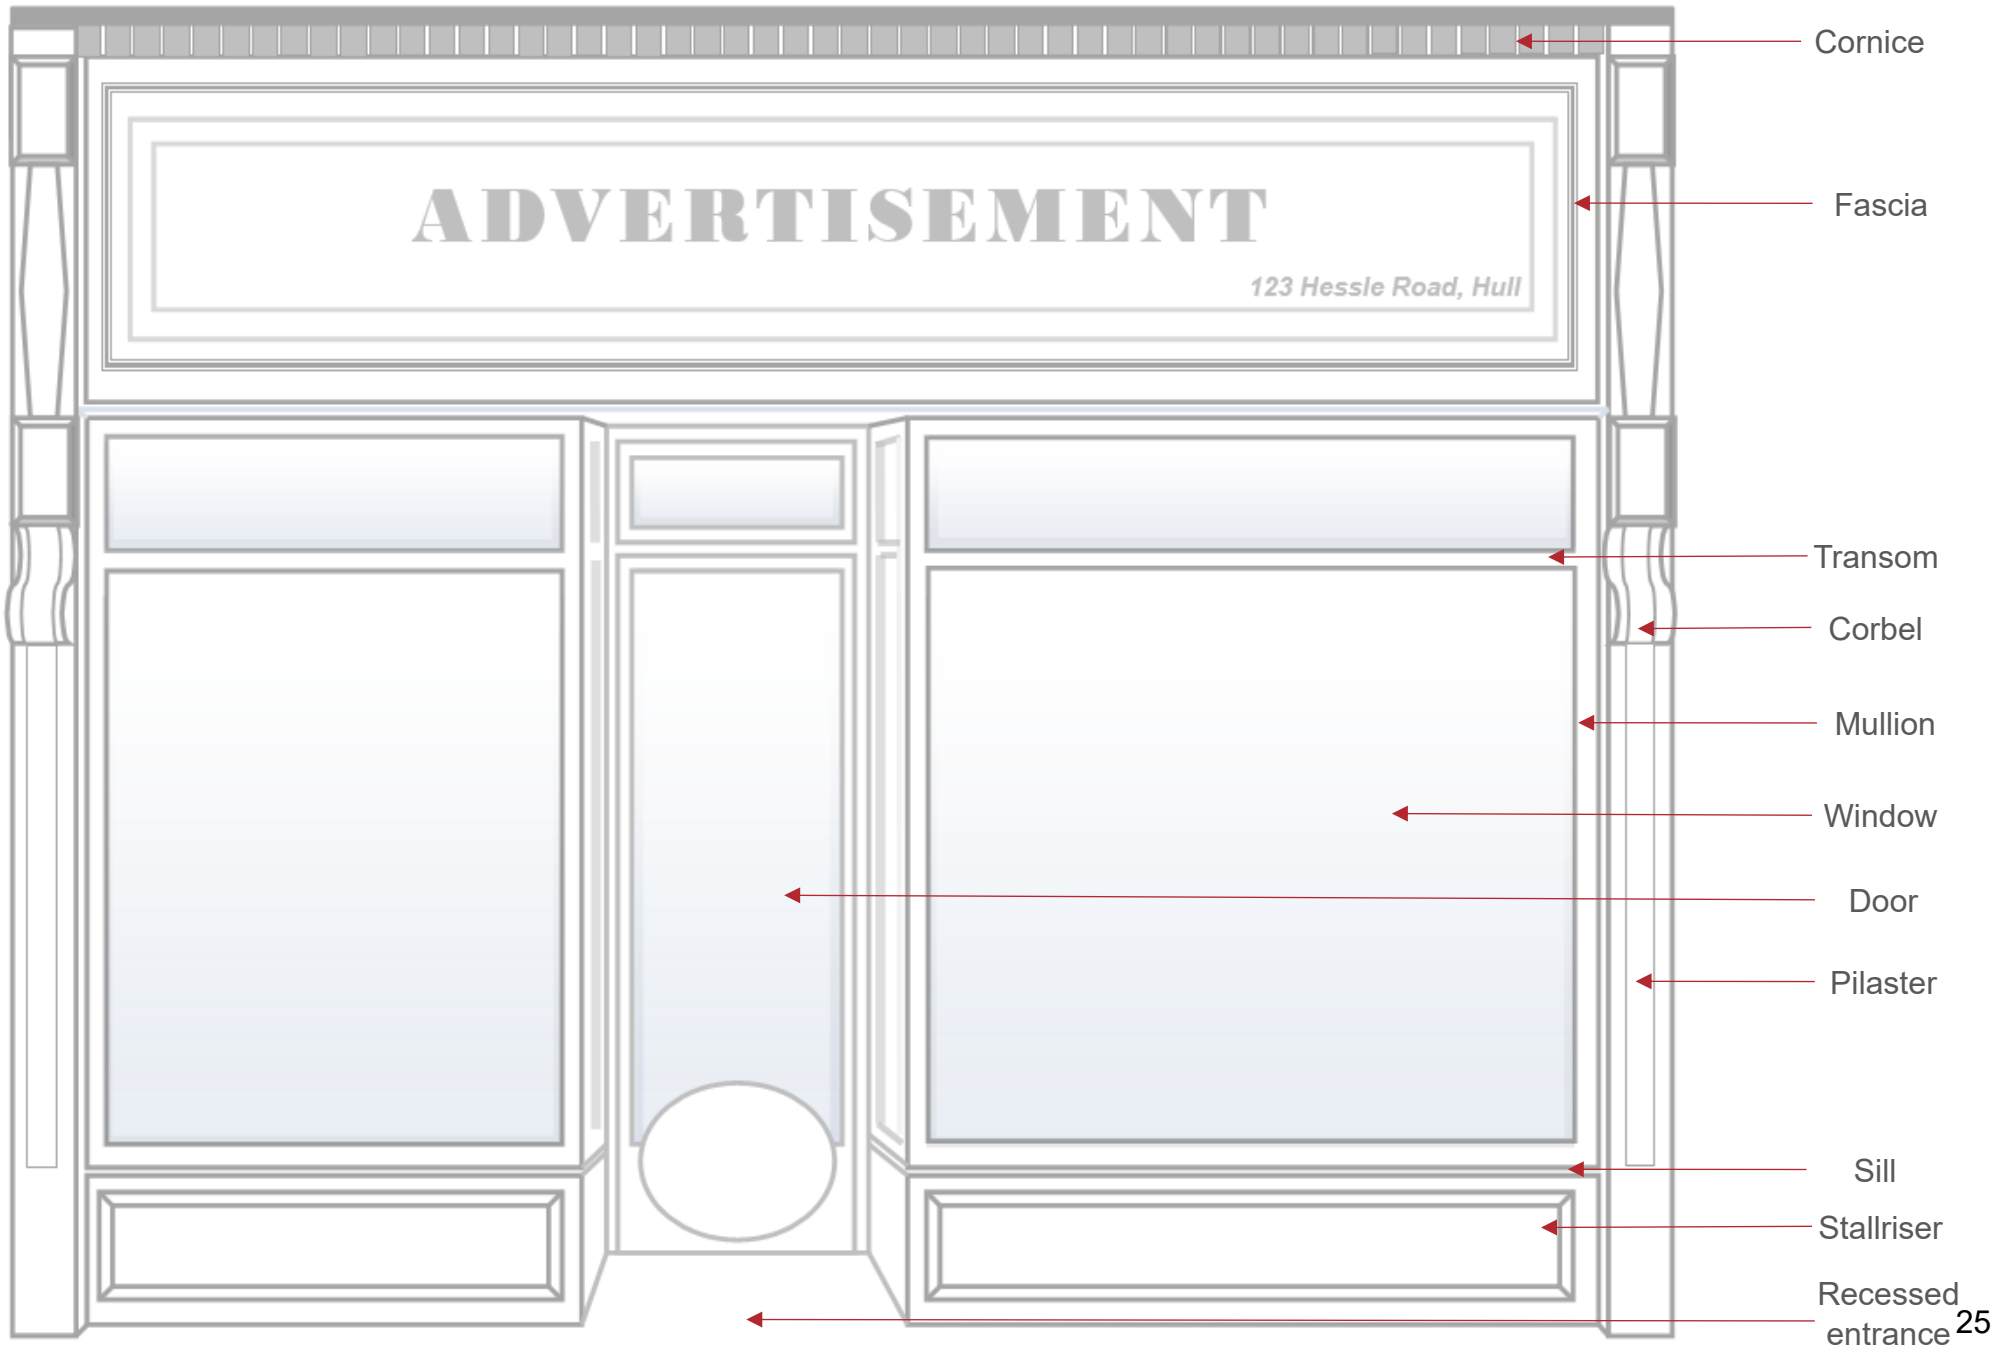 Cornice
ADVERTISEMENT
Fascia
123 Hessle Road, Hull
Transom
Corbel
Mullion
Window
Door
Pilaster
Sill
Stallriser
Recessed
entrance
25